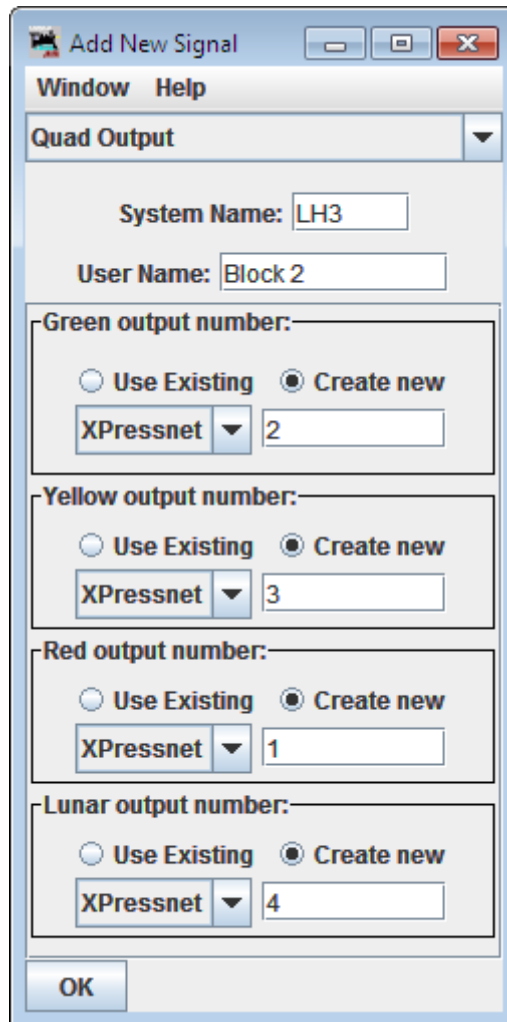 Add New Signal
Window Help
Quad Output
System Name: LH3
User Name: Block 2
Green output number:
Use Existing Create new
XPressnet 2
Yellow output number:
Use Existing Create new
XPressnet 3
Red output number:
Use Existing Create new
XPressnet 1
Lunar output number:
Use Existing Create new
XPressnet 4
OK